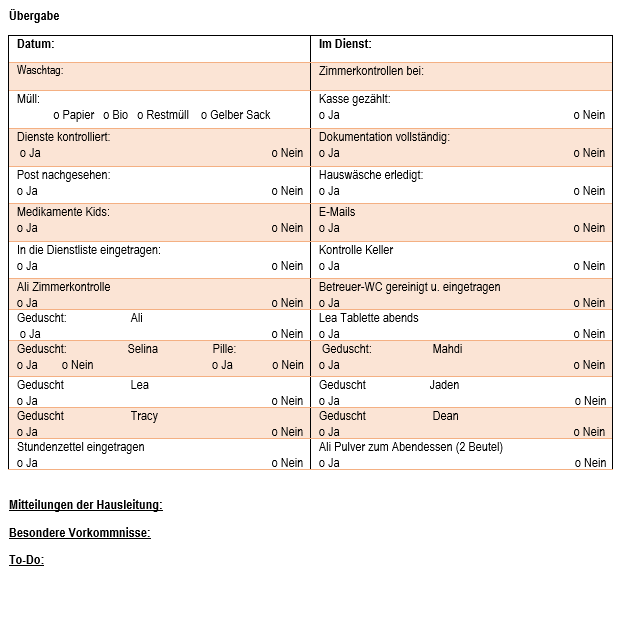 Übergabe
Datum: Im Dienst:
Waschtag: Zimmerkontrollen bei:
Müll: Kasse gezählt:
o Papier o Bio o Restmüll o Gelber Sack o Ja o Nein
Dienste kontrolliert: Dokumentation vollständig:
o Ja o Nein o Ja o Nein
Post nachgesehen: Hauswäsche erledigt:
o Ja o Nein o Ja o Nein
Medikamente Kids: E-Mails
o Ja o Nein o Ja o Nein
In die Dienstliste eingetragen: Kontrolle Keller
o Ja o Nein o Ja o Nein
Ali Zimmerkontrolle Betreuer-WC gereinigt u. eingetragen
o Ja o Nein o Ja o Nein
Geduscht: Ali Lea Tablette abends
o Ja o Nein o Ja o Nein
Geduscht: Selina Pille: Geduscht: Mahdi
o Ja o Nein o Ja o Nein o Ja o Nein
Geduscht Lea Geduscht Jaden
o Ja o Nein o Ja o Nein
Geduscht Tracy Geduscht Dean
o Ja o Nein o Ja o Nein
Stundenzettel eingetragen Ali Pulver zum Abendessen (2 Beutel)
o Ja o Nein o Ja o Nein
Mitteilungen der Hausleitung:
Besondere Vorkommnisse:
To-Do: